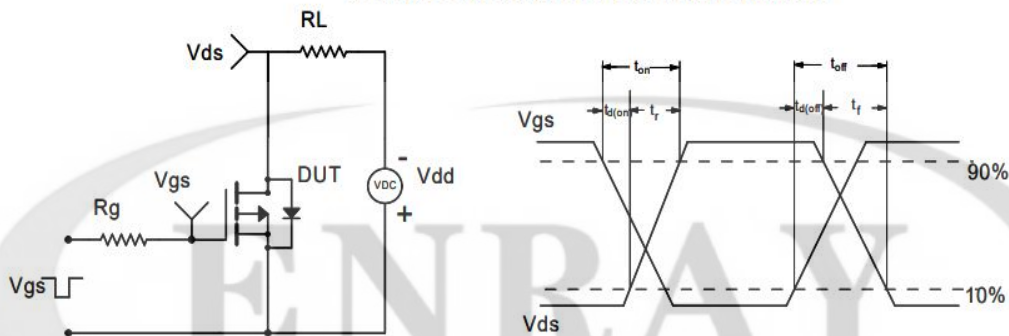 RL
Vds
DUT
VDC
-
+
Vdd
Vgs
Rg
Vgs
ton
toff
td(on)
tr
td(off)
tf
Vgs
90%
10%
Vds
ENRAY